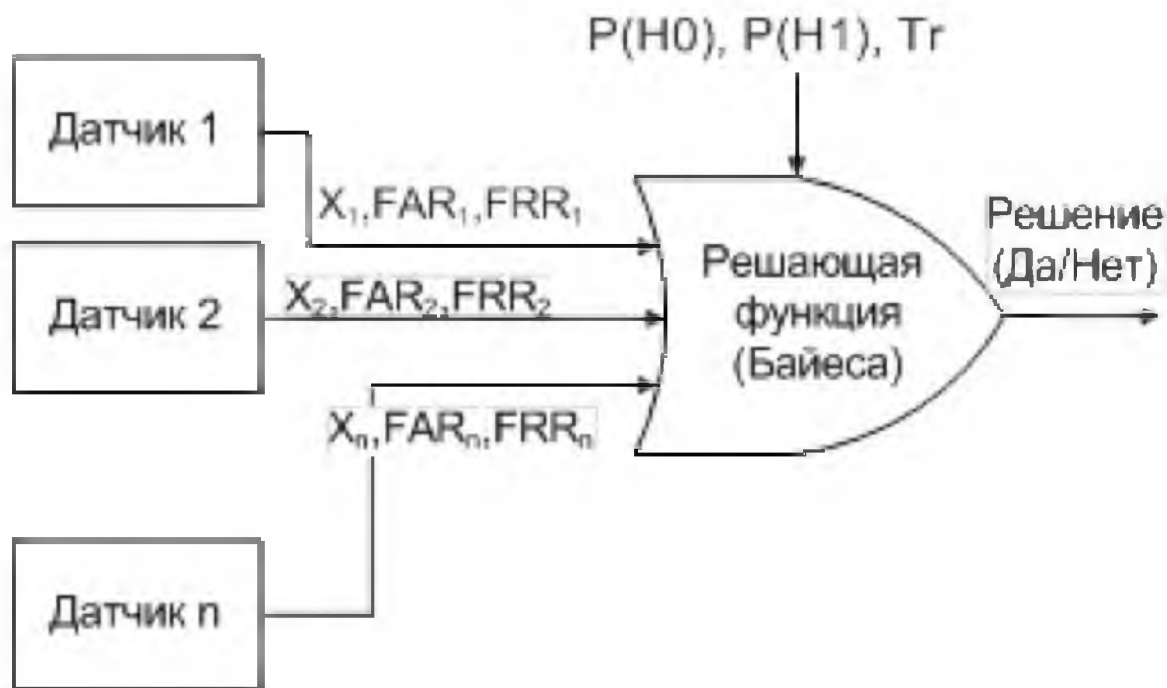 P(H0), P(H1), Tr
Датчик 1
X₁,FAR₁,FRR₁
Датчик 2
X₂,FAR₂,FRR₂
Решающая
функция
(Байеса)
Решение
(Да/Нет)
Xₙ,FARₙ,FRRₙ
Датчик n